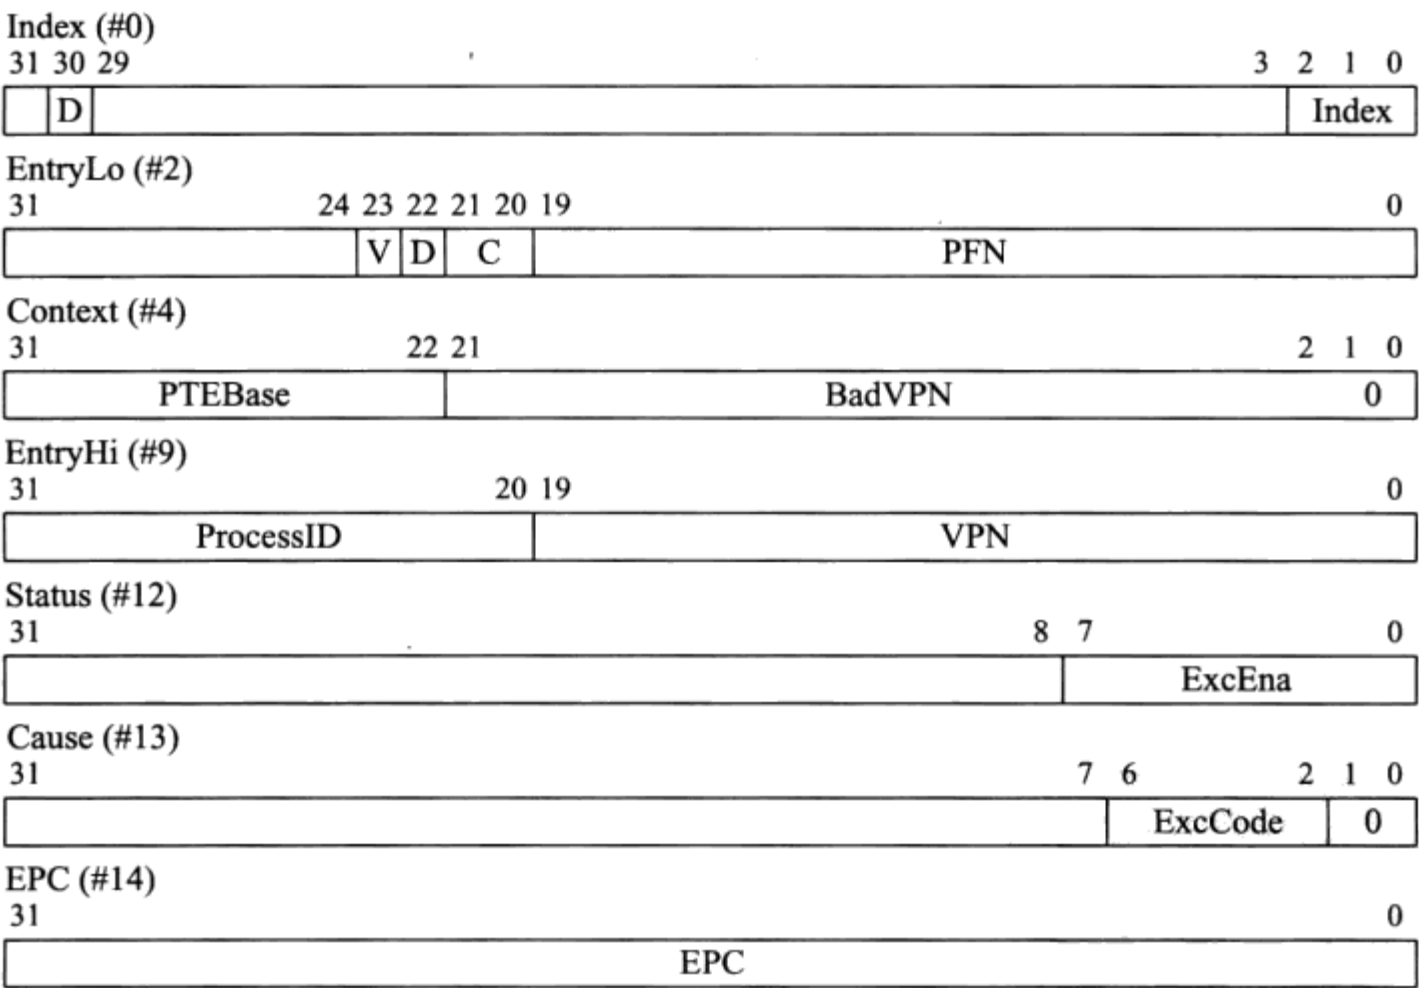 Index (#0)
31 30 29 3 2 1 0
D Index
EntryLo (#2)
31 24 23 22 21 20 19 0
V D C PFN
Context (#4)
31 22 21 2 1 0
PTEBase BadVPN 0
EntryHi (#9)
31 20 19 0
ProcessID VPN
Status (#12)
31 8 7 0
ExcEna
Cause (#13)
31 7 6 2 1 0
ExcCode 0
EPC (#14)
31 0
EPC